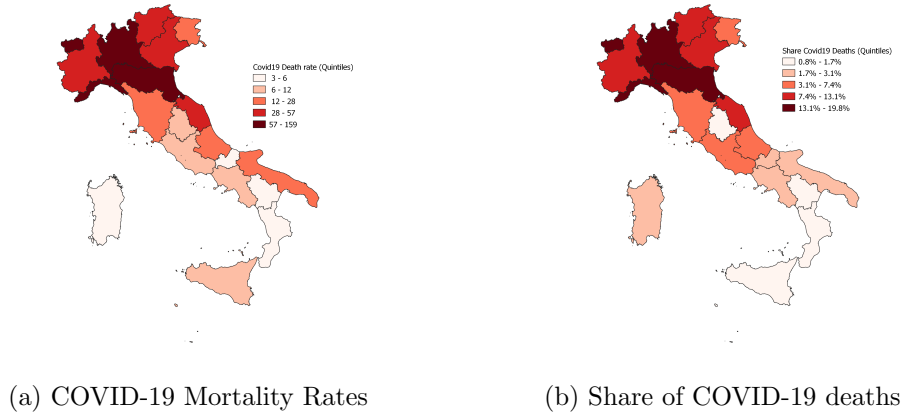 Covid19 Death rate (Quintiles)
3 - 6
6 - 12
12 - 28
28 - 57
57 - 159
Share Covid19 Deaths (Quintiles)
0.8% - 1.7%
1.7% - 3.1%
3.1% - 7.4%
7.4% - 13.1%
13.1% - 19.8%
(a) COVID-19 Mortality Rates
(b) Share of COVID-19 deaths